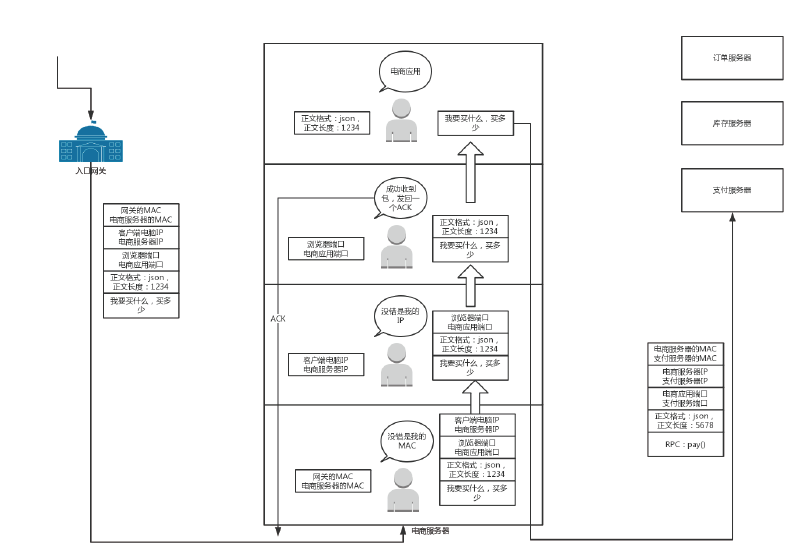 入口网关
网关的MAC
电商服务器的MAC
客户端电脑IP
电商服务器IP
浏览器端口
电商应用端口
正文格式：json，
正文长度：1234
我要买什么，买多
少
电商应用
正文格式：json，
正文长度：1234
我要买什么，买多
少
成功收到
包，发回一
个ACK
浏览器端口
电商应用端口
正文格式：json，
正文长度：1234
我要买什么，买多
少
ACK
没错是我的
IP
客户端电脑IP
电商服务器IP
浏览器端口
电商应用端口
正文格式：json，
正文长度：1234
我要买什么，买多
少
没错是我的
MAC
网关的MAC
电商服务器的MAC
客户端电脑IP
电商服务器IP
浏览器端口
电商应用端口
正文格式：json，
正文长度：1234
我要买什么，买多
少
电商服务器
订单服务器
库存服务器
支付服务器
电商服务器的MAC
支付服务器的MAC
电商服务器IP
支付服务器IP
电商应用端口
支付服务端口
正文格式：json，
正文长度：5678
RPC：pay()